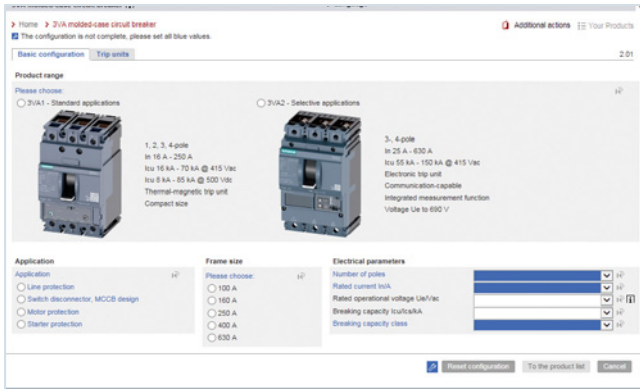 Home > 3VA molded-case circuit breaker
Additional actions
Your Products
The configuration is not complete, please set all blue values.
Basic configuration
Trip units
2.01
Product range
Please choose:
3VA1 - Standard applications
3VA2 - Selective applications
1, 2, 3, 4-pole
In 16 A - 250 A
Icu 16 kA - 70 kA @ 415 Vac
Icu 8 kA - 85 kA @ 500 Vdc
Thermal-magnetic trip unit
Compact size
3-, 4-pole
In 25 A - 630 A
Icu 55 kA - 150 kA @ 415 Vac
Electronic trip unit
Communication-capable
Integrated measurement function
Voltage Ue to 690 V
Application
Application
Line protection
Switch disconnector, MCCB design
Motor protection
Starter protection
Frame size
Please choose:
100 A
160 A
250 A
400 A
630 A
Electrical parameters
Number of poles
Rated current In/A
Rated operational voltage Ue/Vac
Breaking capacity Icu/Ics/kA
Breaking capacity class
Reset configuration
To the product list
Cancel